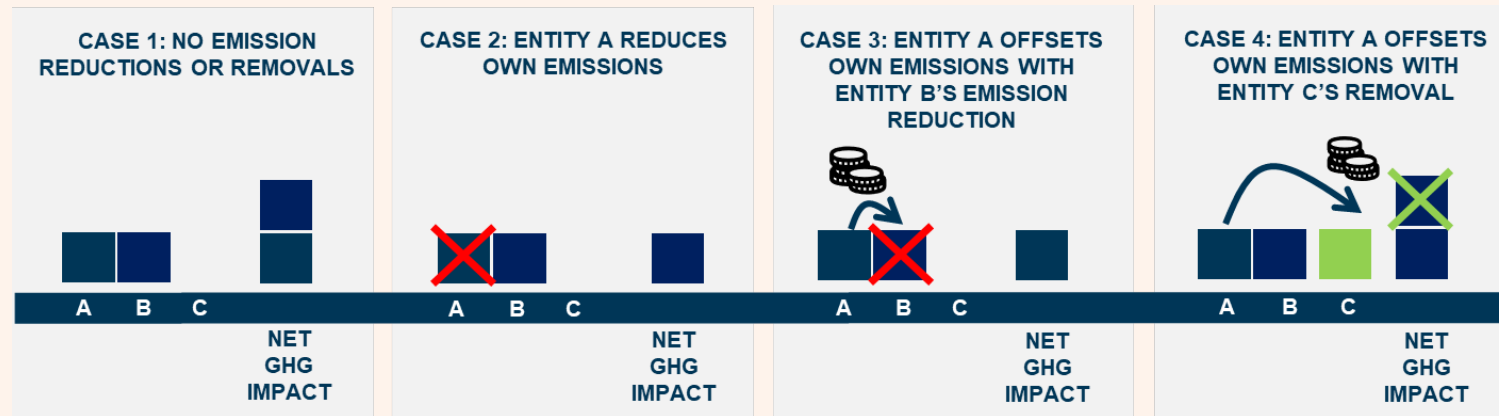 CASE 1: NO EMISSION
REDUCTIONS OR REMOVALS
A B C
NET
GHG
IMPACT
CASE 2: ENTITY A REDUCES
OWN EMISSIONS
A B C
NET
GHG
IMPACT
CASE 3: ENTITY A OFFSETS
OWN EMISSIONS WITH
ENTITY B'S EMISSION
REDUCTION
A B C
NET
GHG
IMPACT
CASE 4: ENTITY A OFFSETS
OWN EMISSIONS WITH
ENTITY C'S REMOVAL
A B C
NET
GHG
IMPACT